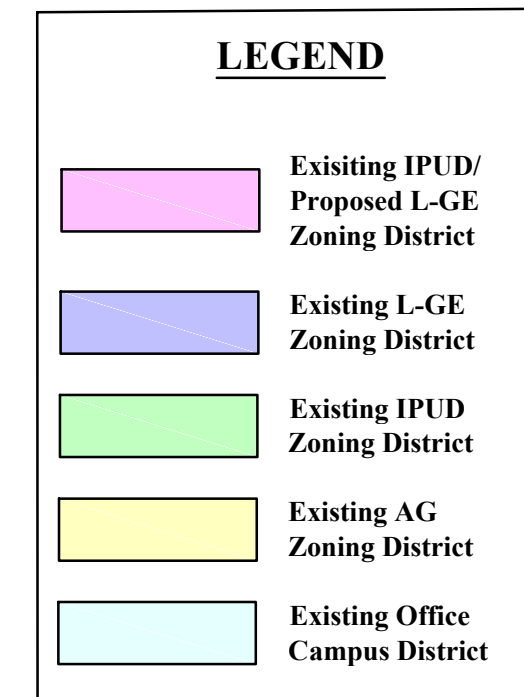 LEGEND
Exisiting IPUD/
Proposed L-GE
Zoning District
Existing L-GE
Zoning District
Existing IPUD
Zoning District
Existing AG
Zoning District
Existing Office
Campus District